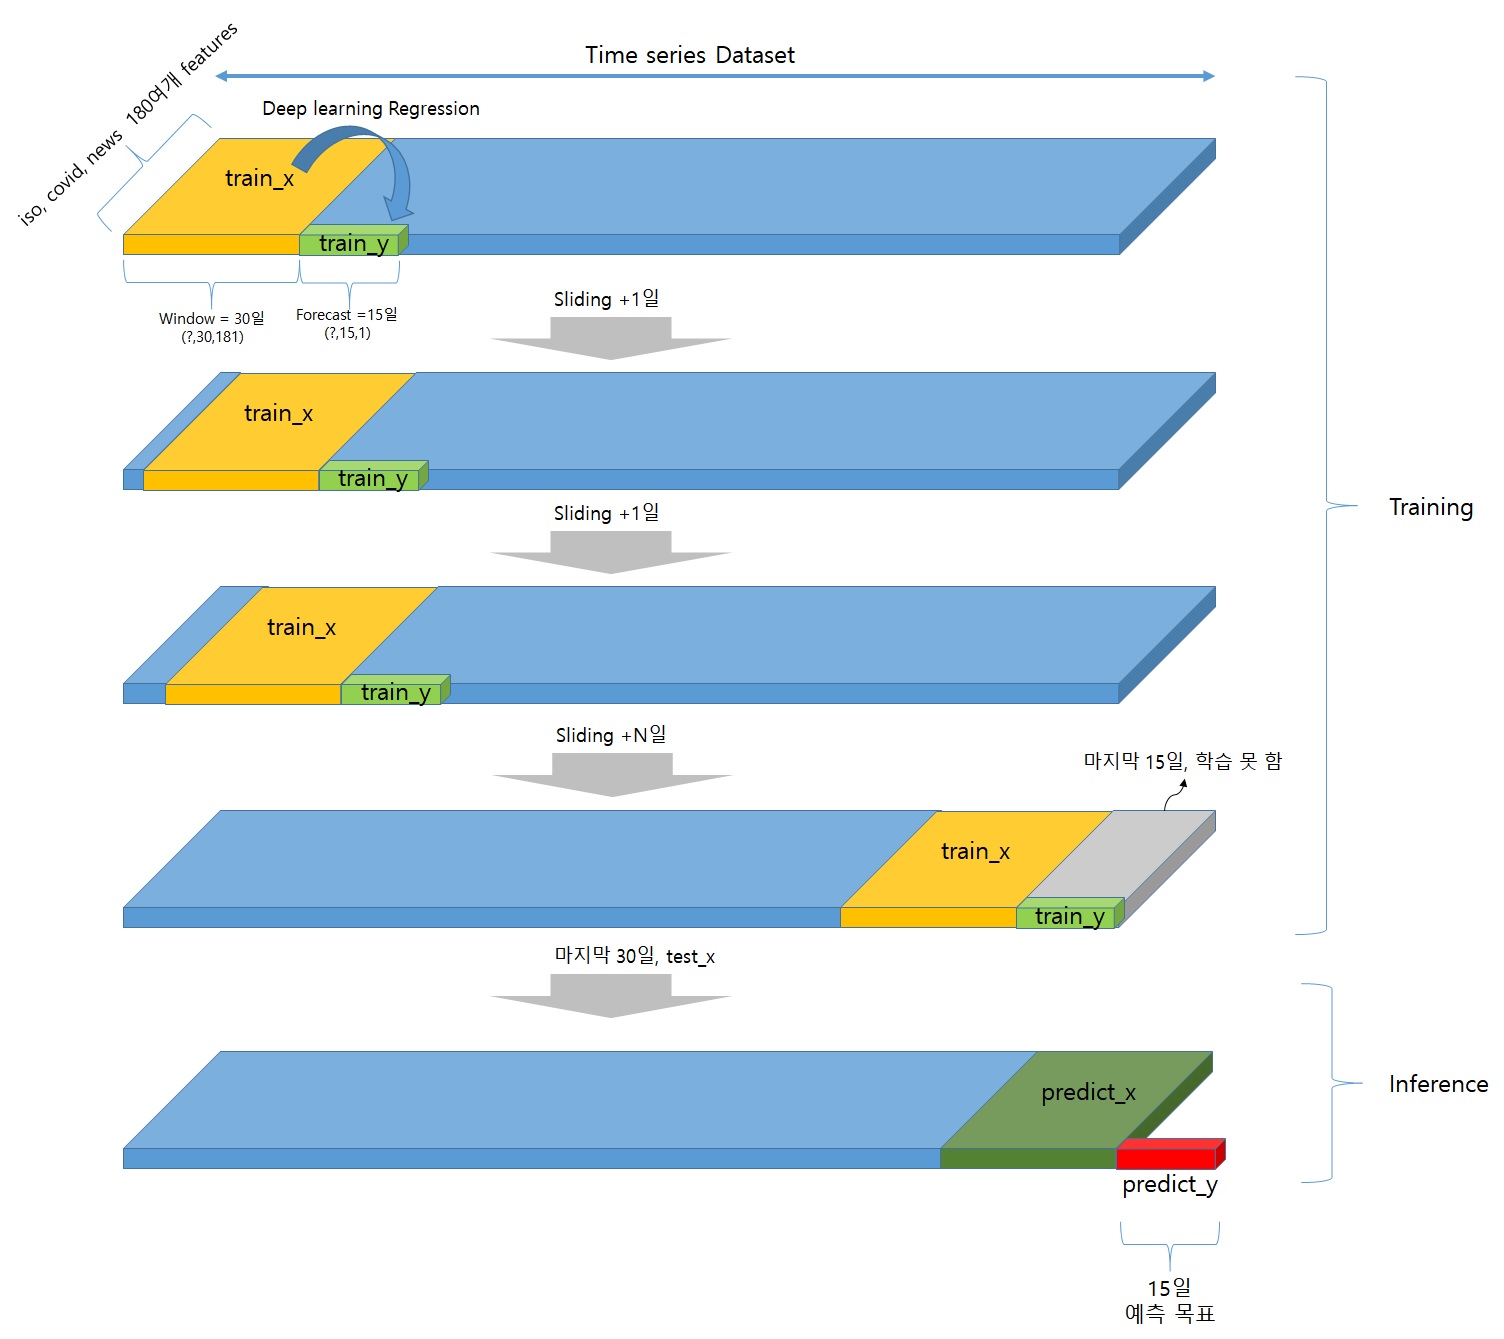 Time series Dataset
iso, covid, news 180여개 features
Deep learning Regression
train_x
train_y
Window = 30일
(?,30,181)
Forecast =15일
(?,15,1)
Sliding +1일
train_x
train_y
Sliding +1일
train_x
train_y
Training
Sliding +N일
마지막 15일, 학습 못 함
train_x
train_y
마지막 30일, test_x
predict_x
Inference
predict_y
15일
예측 목표